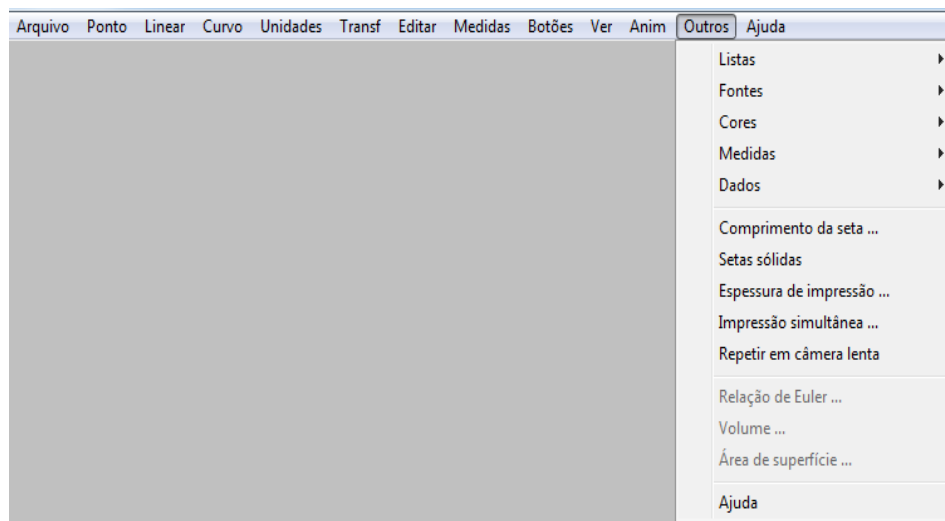 Arquivo Ponto Linear Curvo Unidades Transf Editar Medidas Botões Ver Anim Outros Ajuda
Listas
Fontes
Cores
Medidas
Dados
Comprimento da seta ...
Setas sólidas
Espessura de impressão ...
Impressão simultânea ...
Repetir em câmera lenta
Relação de Euler ...
Volume ...
Área de superfície ...
Ajuda